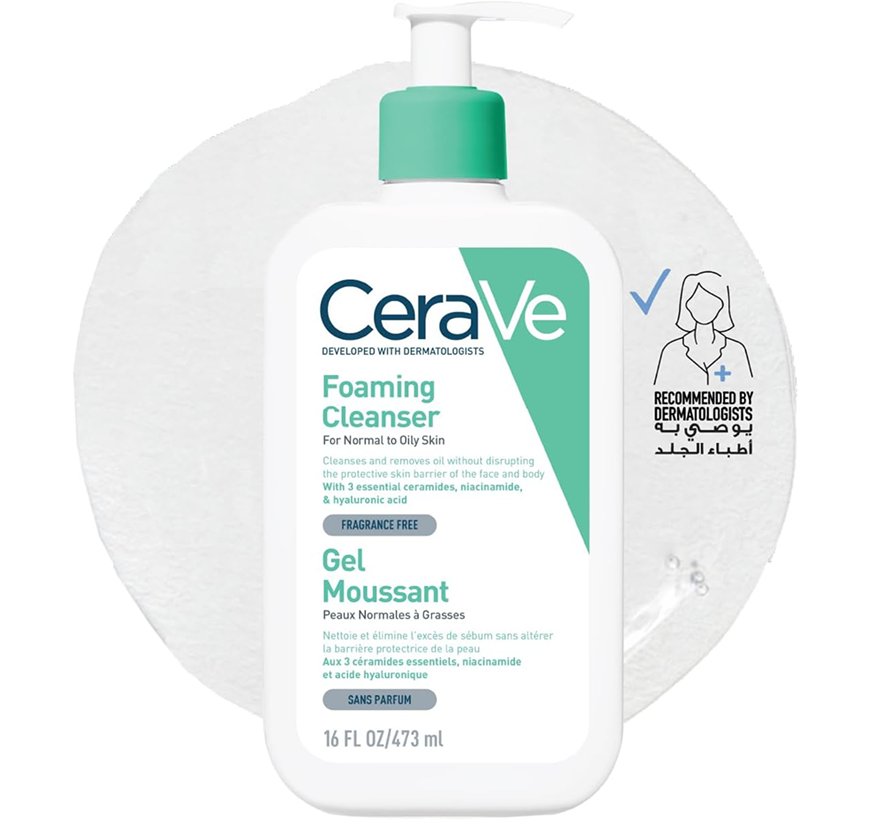 CeraVe
DEVELOPED WITH DERMATOLOGISTS
Foaming
Cleanser
For Normal to Oily Skin
Cleanses and removes oil without disrupting
the protective skin barrier of the face and body
With 3 essential ceramides, niacinamide,
& hyaluronic acid
FRAGRANCE FREE
Gel
Moussant
Peaux Normales à Grasses
Nettoie et élimine l'excès de sébum sans altérer
la barrière protectrice de la peau
Aux 3 céramides essentiels, niacinamide
et acide hyaluronique
SANS PARFUM
16 FL OZ/473 ml
RECOMMENDED BY
DERMATOLOGISTS
يوصي به
أطباء الجلد